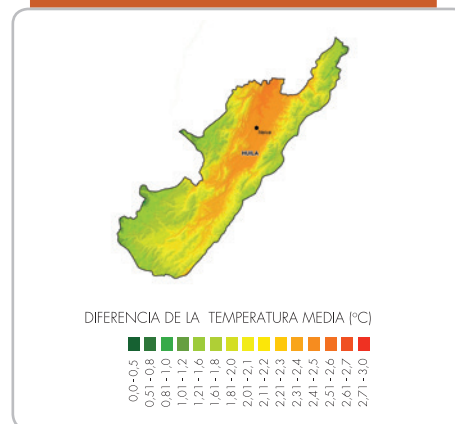 Neiva
HUILA
DIFERENCIA DE LA TEMPERATURA MEDIA (ºC)
0,0 - 0,5
0,51 - 0,8
0,81 - 1,0
1,01 - 1,2
1,21 - 1,6
1,61 - 1,8
1,81 - 2,0
2,01 - 2,1
2,11 - 2,2
2,21 - 2,3
2,31 - 2,4
2,41 - 2,5
2,51 - 2,6
2,61 - 2,7
2,71 - 3,0